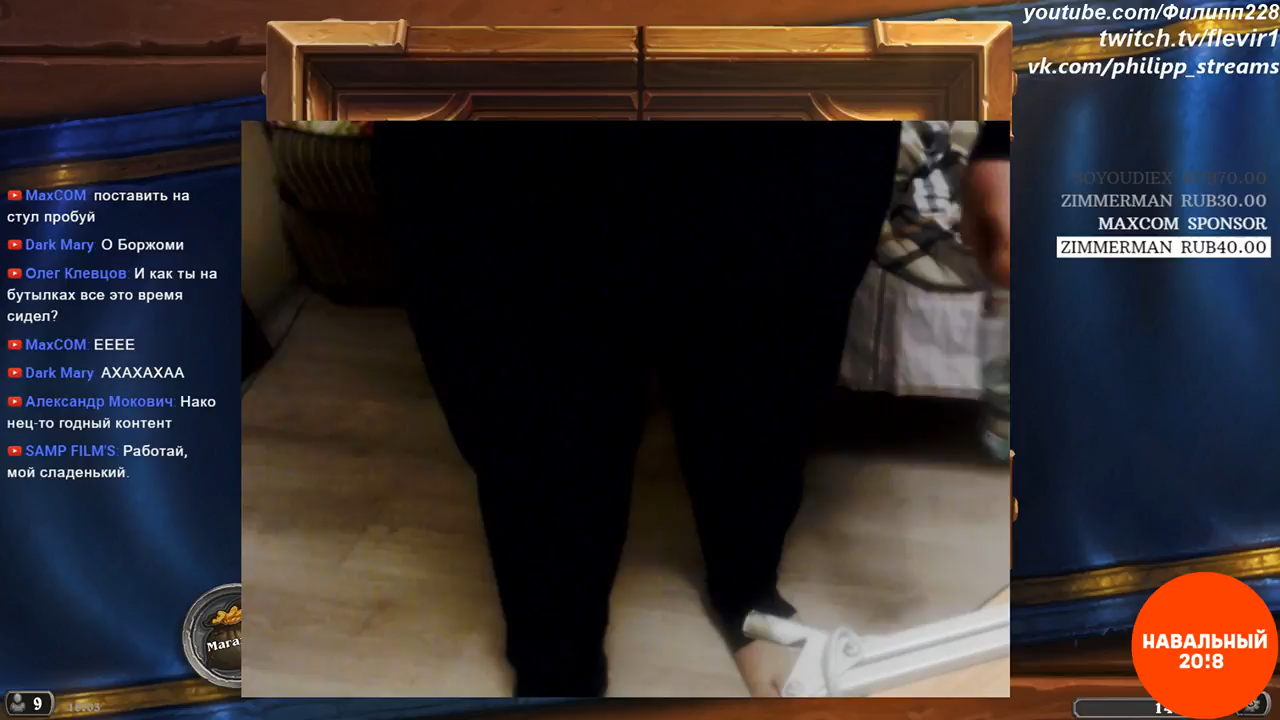 youtube.com/Филипп228
twitch.tv/flevir1
vk.com/philipp_streams
MaxCOM: поставить на
стул пробуй
Dark Mary: О Боржоми
Олег Клевцов: И как ты на
бутылках все это время
сидел?
MaxCOM: ЕЕЕЕ
Dark Mary: АХАХАХАА
Александр Мокович: Нако
нец-то годный контент
SAMP FILM'S: Работай,
мой сладенький.
ZIMMERMAN RUB30.00
MAXCOM SPONSOR
ZIMMERMAN RUB40.00
Мага
НАВАЛЬНЫЙ
20!8
9